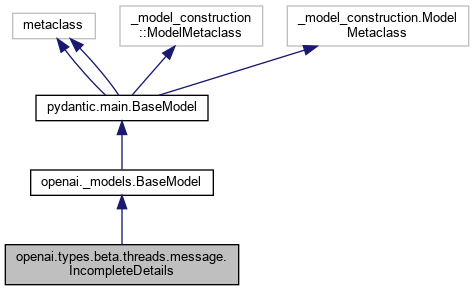 metaclass
_model_construction
::ModelMetaclass
_model_construction.Model
Metaclass
pydantic.main.BaseModel
openai._models.BaseModel
openai.types.beta.threads.message.
IncompleteDetails